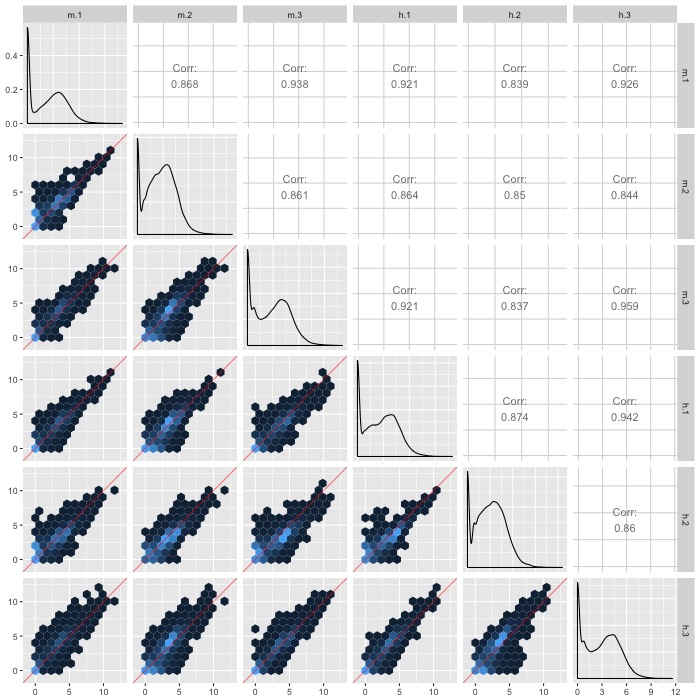 m.1 m.2 m.3 h.1 h.2 h.3
0.4
0.2
0.0
Corr:
0.868
Corr:
0.938
Corr:
0.921
Corr:
0.839
Corr:
0.926
m.1
10
5
0
Corr:
0.861
Corr:
0.864
Corr:
0.85
Corr:
0.844
m.2
10
5
0
Corr:
0.921
Corr:
0.837
Corr:
0.959
m.3
10
5
0
Corr:
0.874
Corr:
0.942
h.1
10
5
0
Corr:
0.86
h.2
10
5
0
h.3
0 5 10 0 5 10 0 5 10 0 5 10 0 5 10 0 3 6 9 12